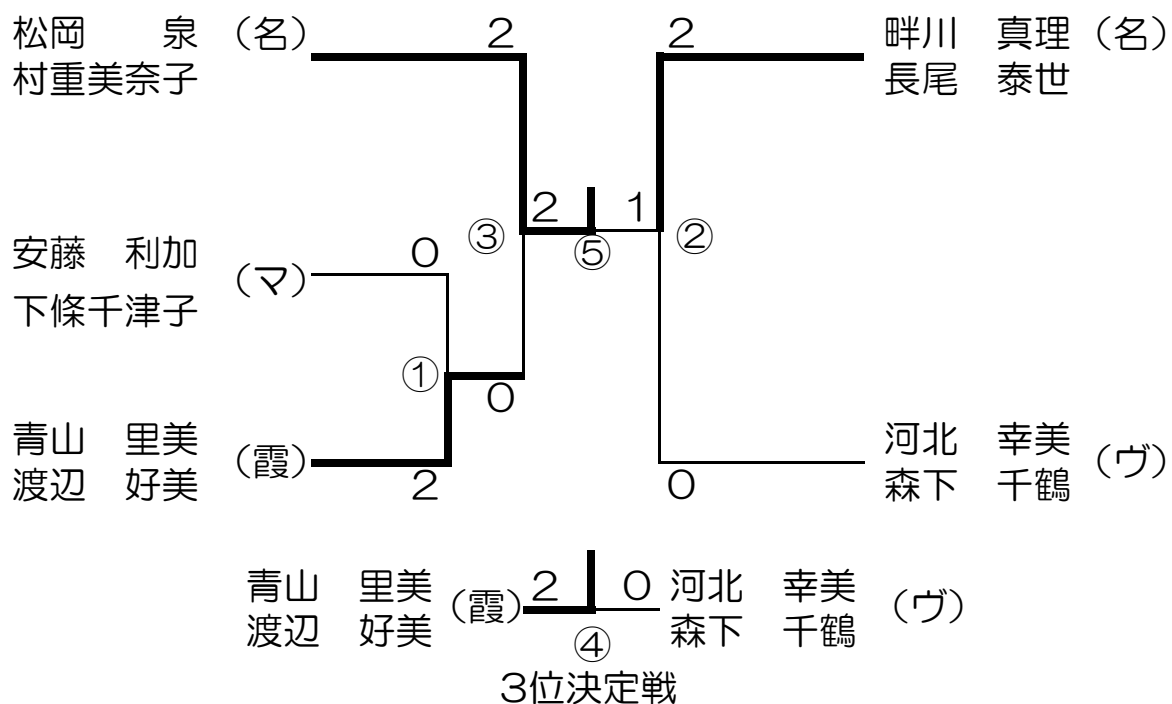 松岡　　泉 （名） 2 2 畔川　真理 （名）
村重美奈子 長尾　泰世
③ 2 ⑤ 1 ②
安藤　利加 （マ） 0
下條千津子
① 0
青山　里美 （霞） 2 0 河北　幸美 （ヴ）
渡辺　好美 森下　千鶴
青山　里美 （霞） 2 0 河北　幸美 （ヴ）
渡辺　好美 ④ 森下　千鶴
3位決定戦